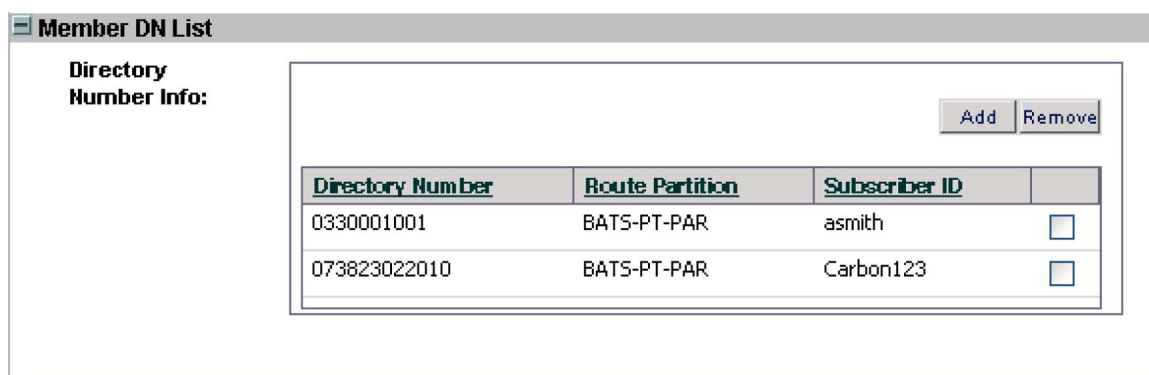 Member DN List
Directory
Number Info:
Add Remove
Directory Number Route Partition Subscriber ID
0330001001 BATS-PT-PAR asmith
073823022010 BATS-PT-PAR Carbon123